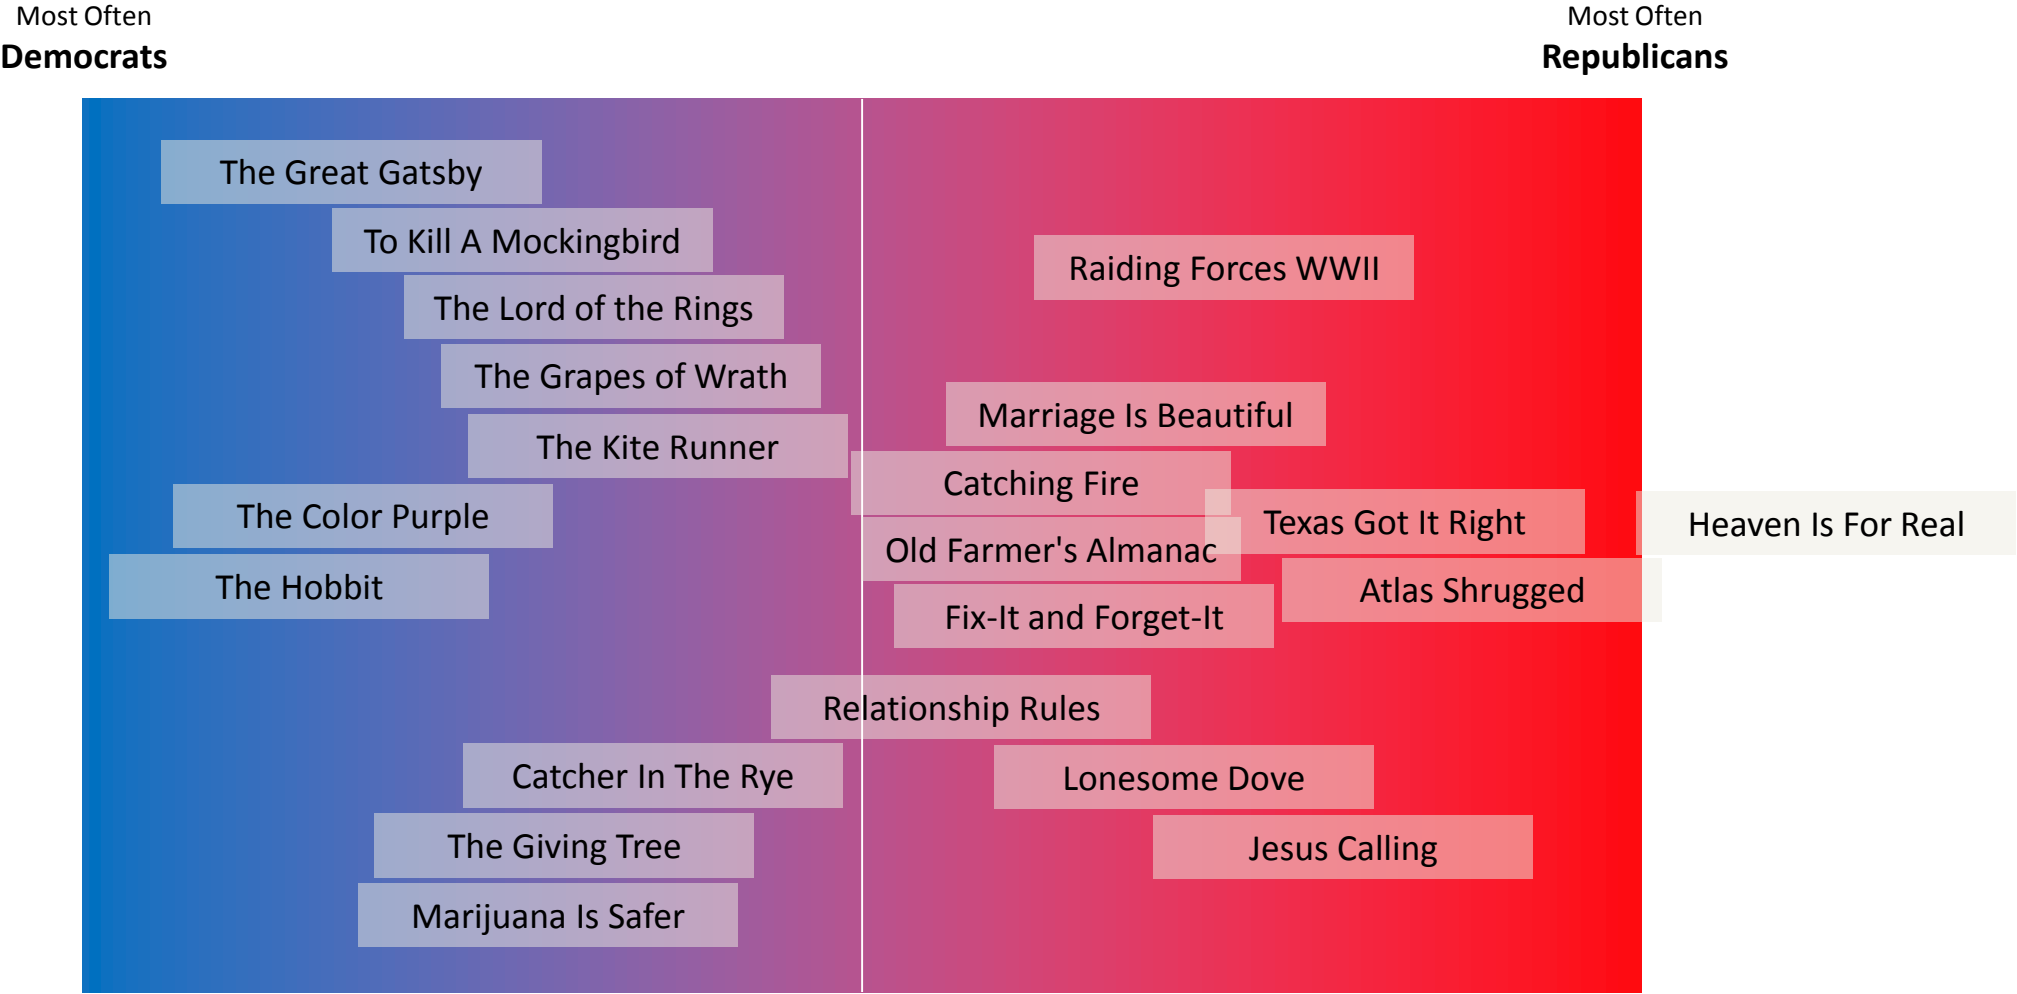 Most Often
Democrats
Most Often
Republicans
The Great Gatsby
To Kill A Mockingbird
Raiding Forces WWII
The Lord of the Rings
The Grapes of Wrath
Marriage Is Beautiful
The Kite Runner
Catching Fire
The Color Purple
Texas Got It Right
Heaven Is For Real
Old Farmer's Almanac
The Hobbit
Atlas Shrugged
Fix-It and Forget-It
Relationship Rules
Catcher In The Rye
Lonesome Dove
The Giving Tree
Jesus Calling
Marijuana Is Safer